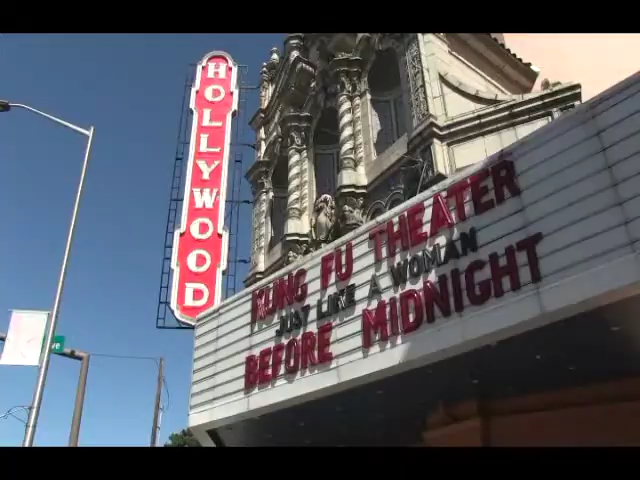 HOLLYWOOD
KUNG FU THEATER
JUST LIKE A WOMAN
BEFORE MIDNIGHT